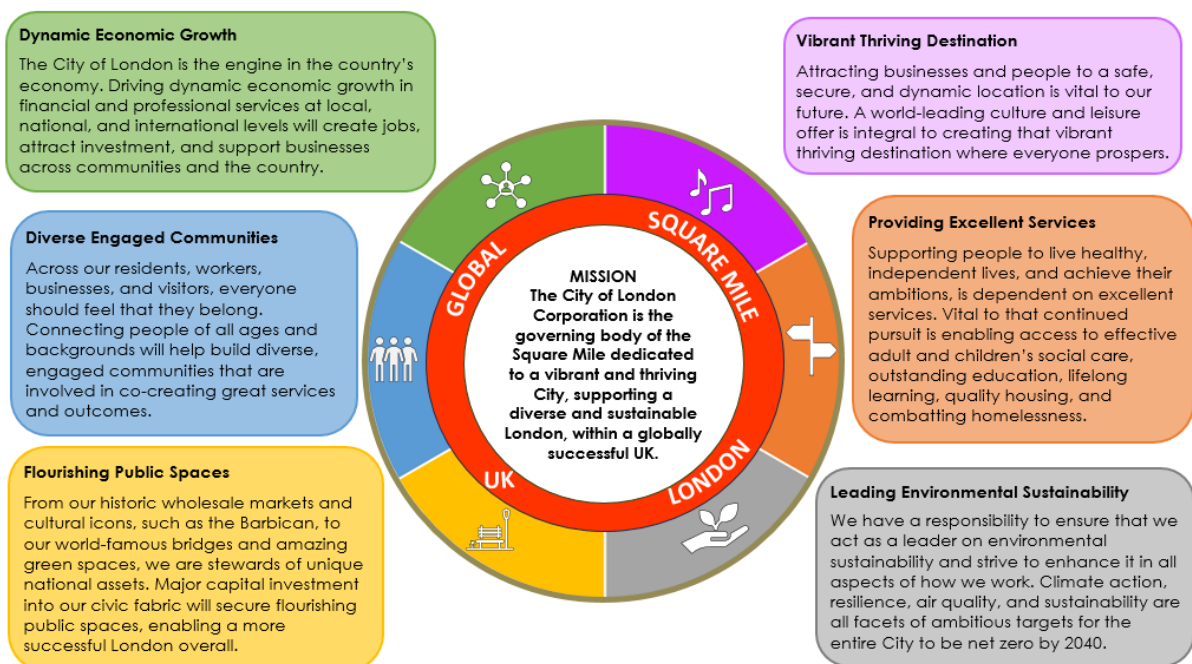 Dynamic Economic Growth
The City of London is the engine in the country's
economy. Driving dynamic economic growth in
financial and professional services at local,
national, and international levels will create jobs,
attract investment, and support businesses
across communities and the country.
Vibrant Thriving Destination
Attracting businesses and people to a safe,
secure, and dynamic location is vital to our
future. A world-leading culture and leisure
offer is integral to creating that vibrant
thriving destination where everyone prospers.
Diverse Engaged Communities
Across our residents, workers,
businesses, and visitors, everyone
should feel that they belong.
Connecting people of all ages and
backgrounds will help build diverse,
engaged communities that are
involved in co-creating great services
and outcomes.
GLOBAL
SQUARE MILE
MISSION
The City of London
Corporation is the
governing body of the
Square Mile dedicated
to a vibrant and thriving
City, supporting a
diverse and sustainable
London, within a globally
successful UK.
UK
LONDON
Providing Excellent Services
Supporting people to live healthy,
independent lives, and achieve their
ambitions, is dependent on excellent
services. Vital to that continued
pursuit is enabling access to effective
adult and children's social care,
outstanding education, lifelong
learning, quality housing, and
combatting homelessness.
Flourishing Public Spaces
From our historic wholesale markets and
cultural icons, such as the Barbican, to
our world-famous bridges and amazing
green spaces, we are stewards of unique
national assets. Major capital investment
into our civic fabric will secure flourishing
public spaces, enabling a more
successful London overall.
Leading Environmental Sustainability
We have a responsibility to ensure that we
act as a leader on environmental
sustainability and strive to enhance it in all
aspects of how we work. Climate action,
resilience, air quality, and sustainability are
all facets of ambitious targets for the
entire City to be net zero by 2040.